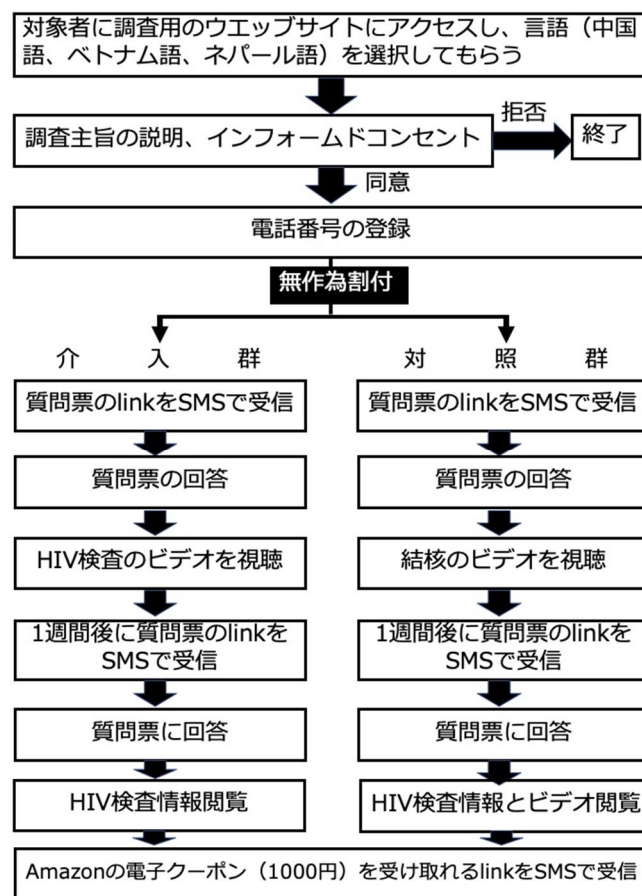 対象者に調査用のウエッブサイトにアクセスし、言語（中国
語、ベトナム語、ネパール語）を選択してもらう
調査主旨の説明、インフォームドコンセント
拒否
終了
同意
電話番号の登録
無作為割付
介入群
対照群
質問票のlinkをSMSで受信
質問票のlinkをSMSで受信
質問票の回答
質問票の回答
HIV検査のビデオを視聴
結核のビデオを視聴
1週間後に質問票のlinkを
SMSで受信
1週間後に質問票のlinkを
SMSで受信
質問票に回答
質問票に回答
HIV検査情報閲覧
HIV検査情報とビデオ閲覧
Amazonの電子クーポン（1000円）を受け取れるlinkをSMSで受信